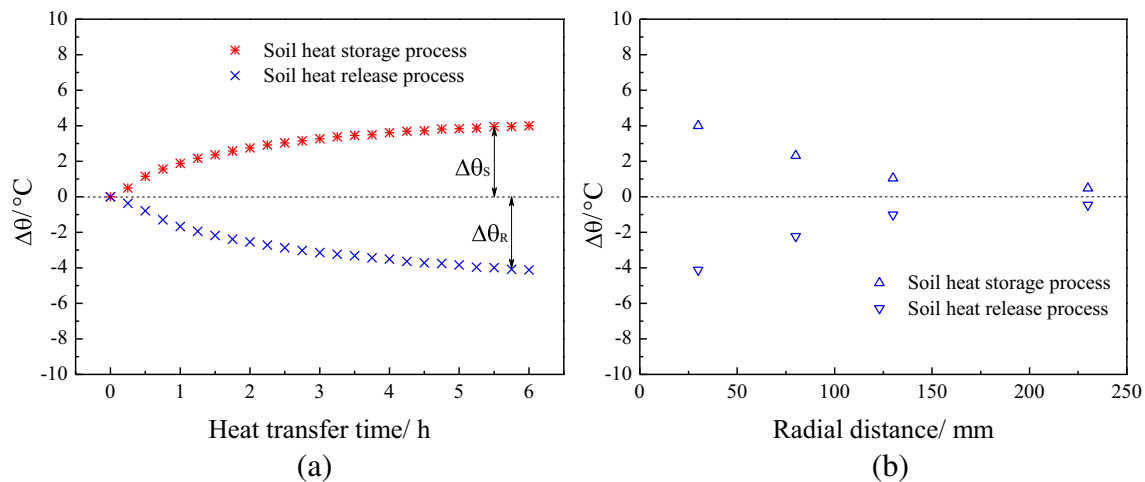 10
8
6
4
2
0
-2
-4
-6
-8
-10
Δθ/°C
Soil heat storage process
Soil heat release process
ΔθS
ΔθR
0 1 2 3 4 5 6
Heat transfer time/ h
(a)
10
8
6
4
2
0
-2
-4
-6
-8
-10
Δθ/°C
Soil heat storage process
Soil heat release process
0 50 100 150 200 250
Radial distance/ mm
(b)